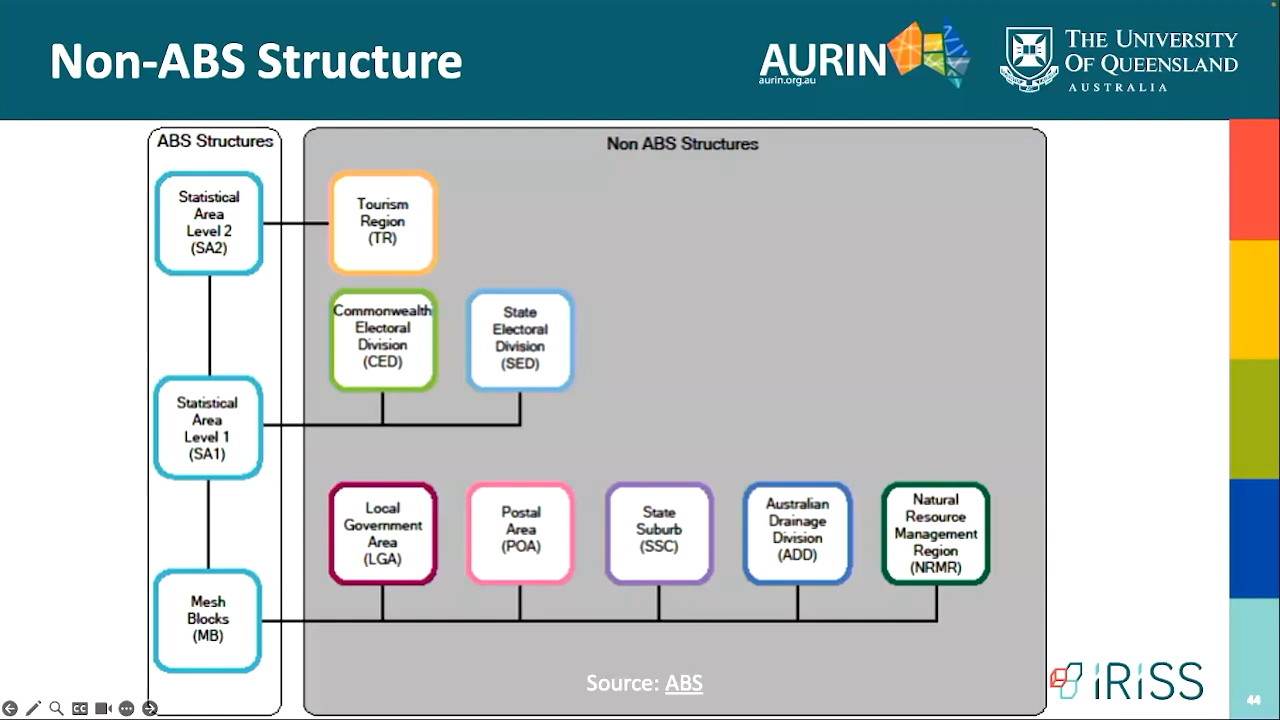 Non-ABS Structure
AURIN
aurin.org.au
THE UNIVERSITY
OF QUEENSLAND
AUSTRALIA
ABS Structures
Non ABS Structures
Statistical
Area
Level 2
(SA2)
Tourism
Region
(TR)
Commonwealth
Electoral
Division
(CED)
State
Electoral
Division
(SED)
Statistical
Area
Level 1
(SA1)
Local
Government
Area
(LGA)
Postal
Area
(POA)
State
Suburb
(SSC)
Australian
Drainage
Division
(ADD)
Natural
Resource
Management
Region
(NRMR)
Mesh
Blocks
(MB)
Source: ABS
iRiSS
CC
44